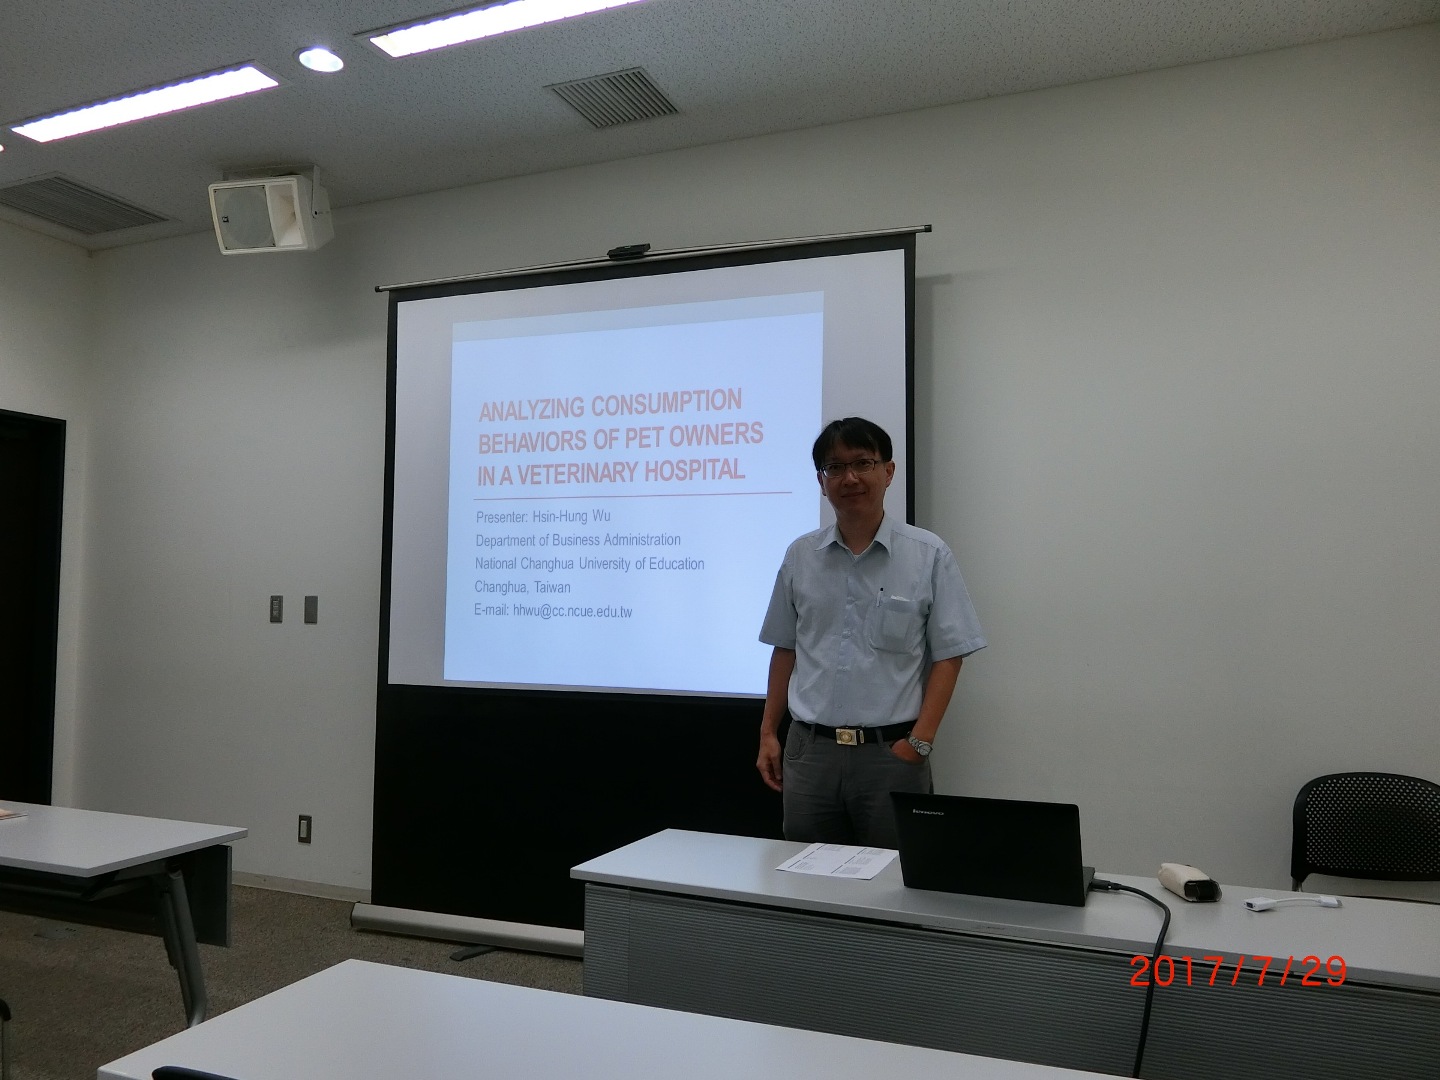 ANALYZING CONSUMPTION
BEHAVIORS OF PET OWNERS
IN A VETERINARY HOSPITAL
Presenter: Hsin-Hung Wu
Department of Business Administration
National Changhua University of Education
Changhua, Taiwan
E-mail: hhwu@cc.ncue.edu.tw
lenovo
2017/7/29